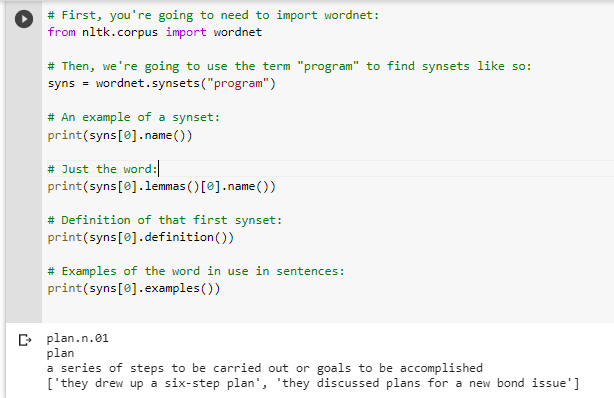 # First, you're going to need to import wordnet:
from nltk.corpus import wordnet
# Then, we're going to use the term "program" to find synsets like so:
syns = wordnet.synsets("program")
# An example of a synset:
print(syns[0].name())
# Just the word:
print(syns[0].lemmas()[0].name())
# Definition of that first synset:
print(syns[0].definition())
# Examples of the word in use in sentences:
print(syns[0].examples())
plan.n.01
plan
a series of steps to be carried out or goals to be accomplished
['they drew up a six-step plan', 'they discussed plans for a new bond issue']